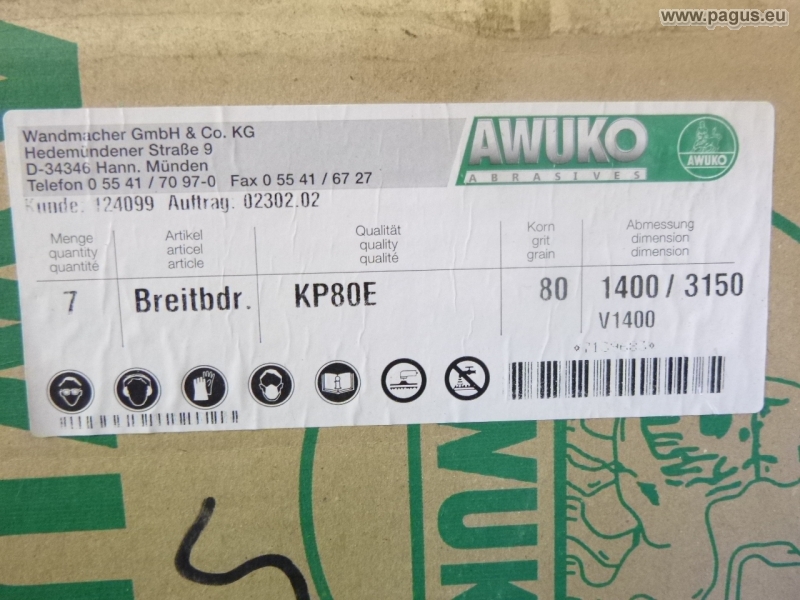 www.pagus.eu
Wandmacher GmbH & Co. KG
Hedemündener Straße 9
D-34346 Hann. Münden
Telefon 0 55 41 / 70 97-0 Fax 0 55 41 / 67 27
AWUKO
ABRASIVES
AWUKO
Kunde: 124099 Auftrag: 02302.02
Menge
quantity
quantité
Artikel
articel
article
Qualität
quality
qualité
Korn
grit
grain
Abmessung
dimension
dimension
7
Breitbdr.
KP80E
80
1400 / 3150
V1400
WUK